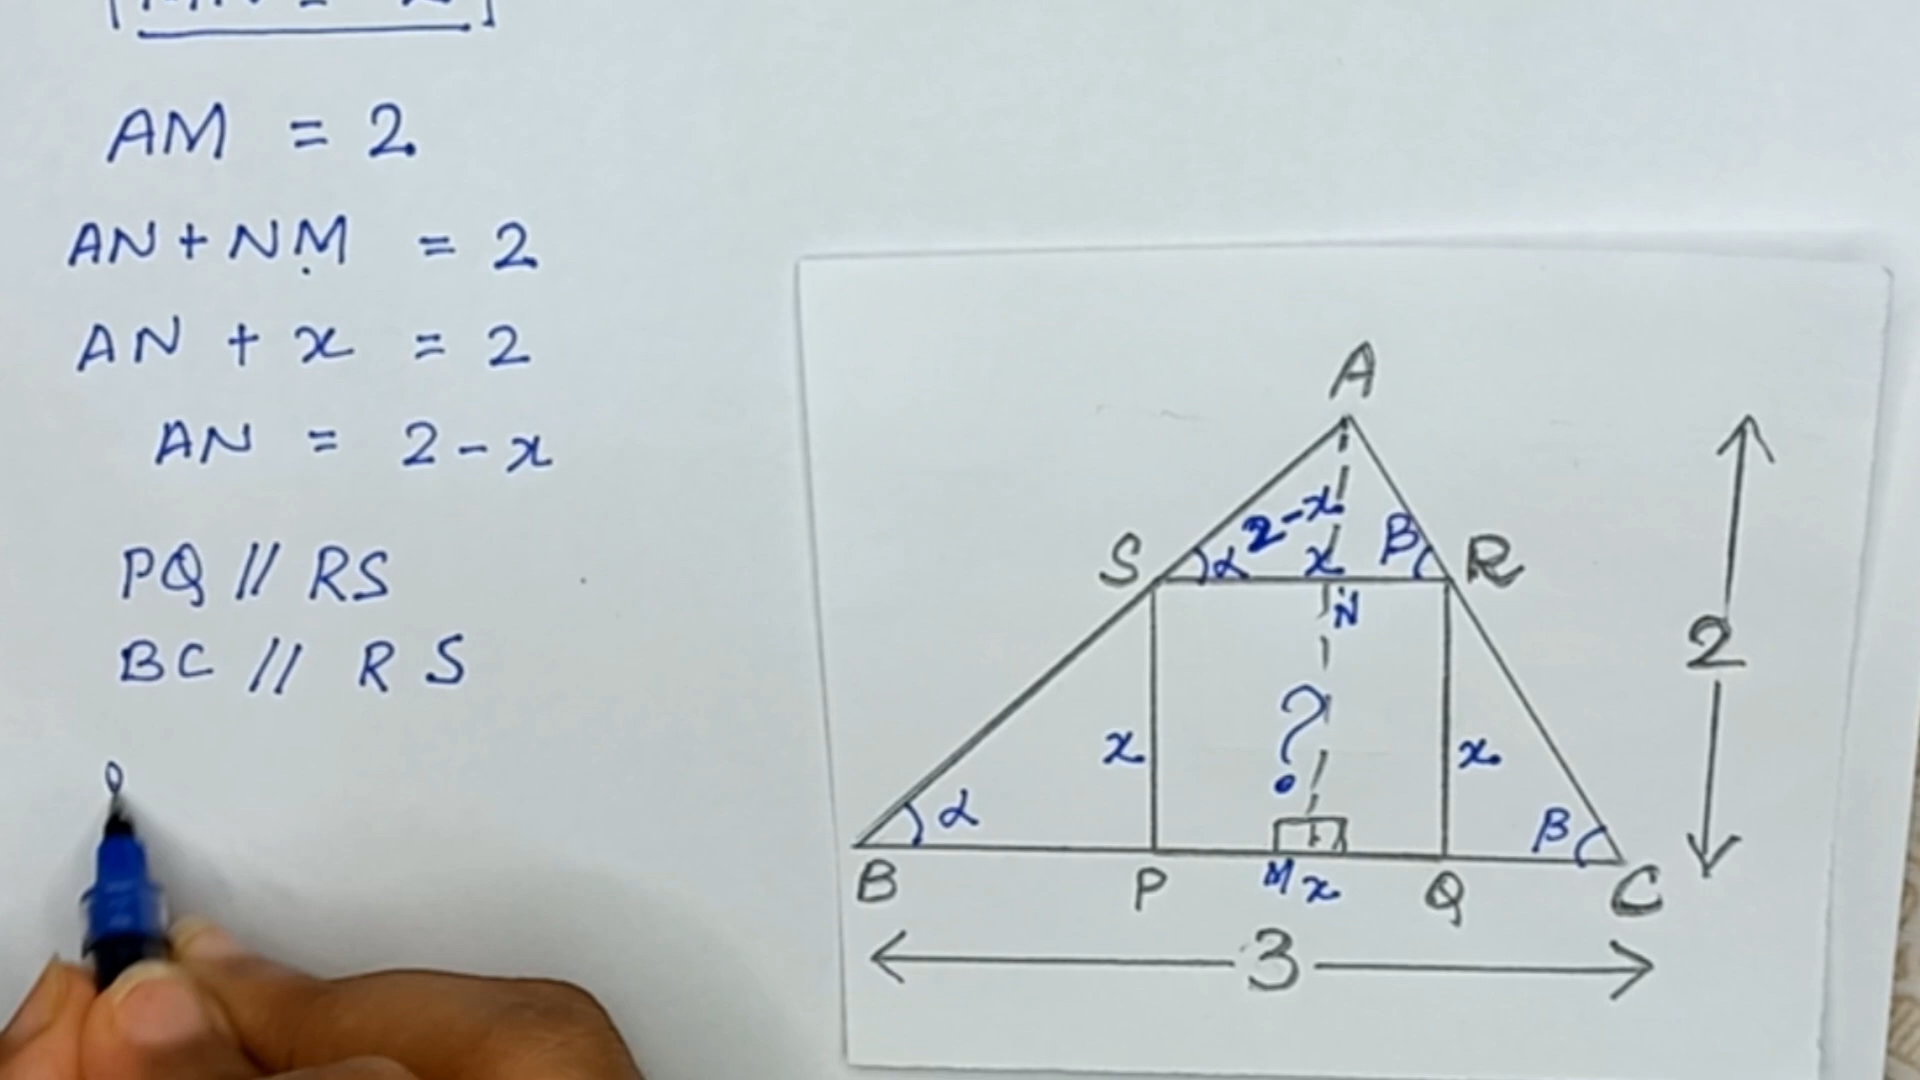 AM = 2
AN + NM = 2
AN + x = 2
AN = 2 - x
PQ // RS
BC // RS
A
2-x
S α x β R
N
2
x ? x
α β
B P M x Q C
3